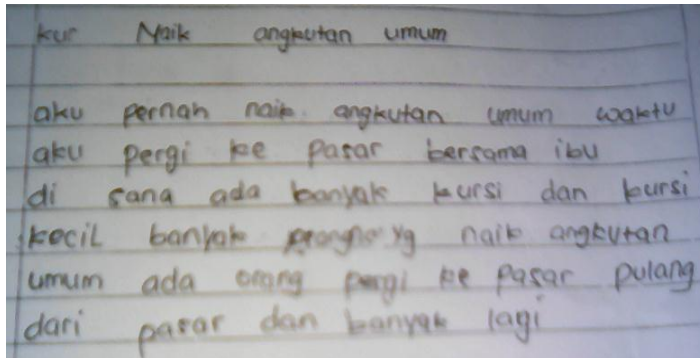 kur Naik angkutan umum
aku pernah naik angkutan umum waktu
aku pergi ke pasar bersama ibu
di sana ada banyak kursi dan kursi
kecil banyak yg naik angkutan
umum ada orang pergi ke pasar pulang
dari pasar dan banyak lagi